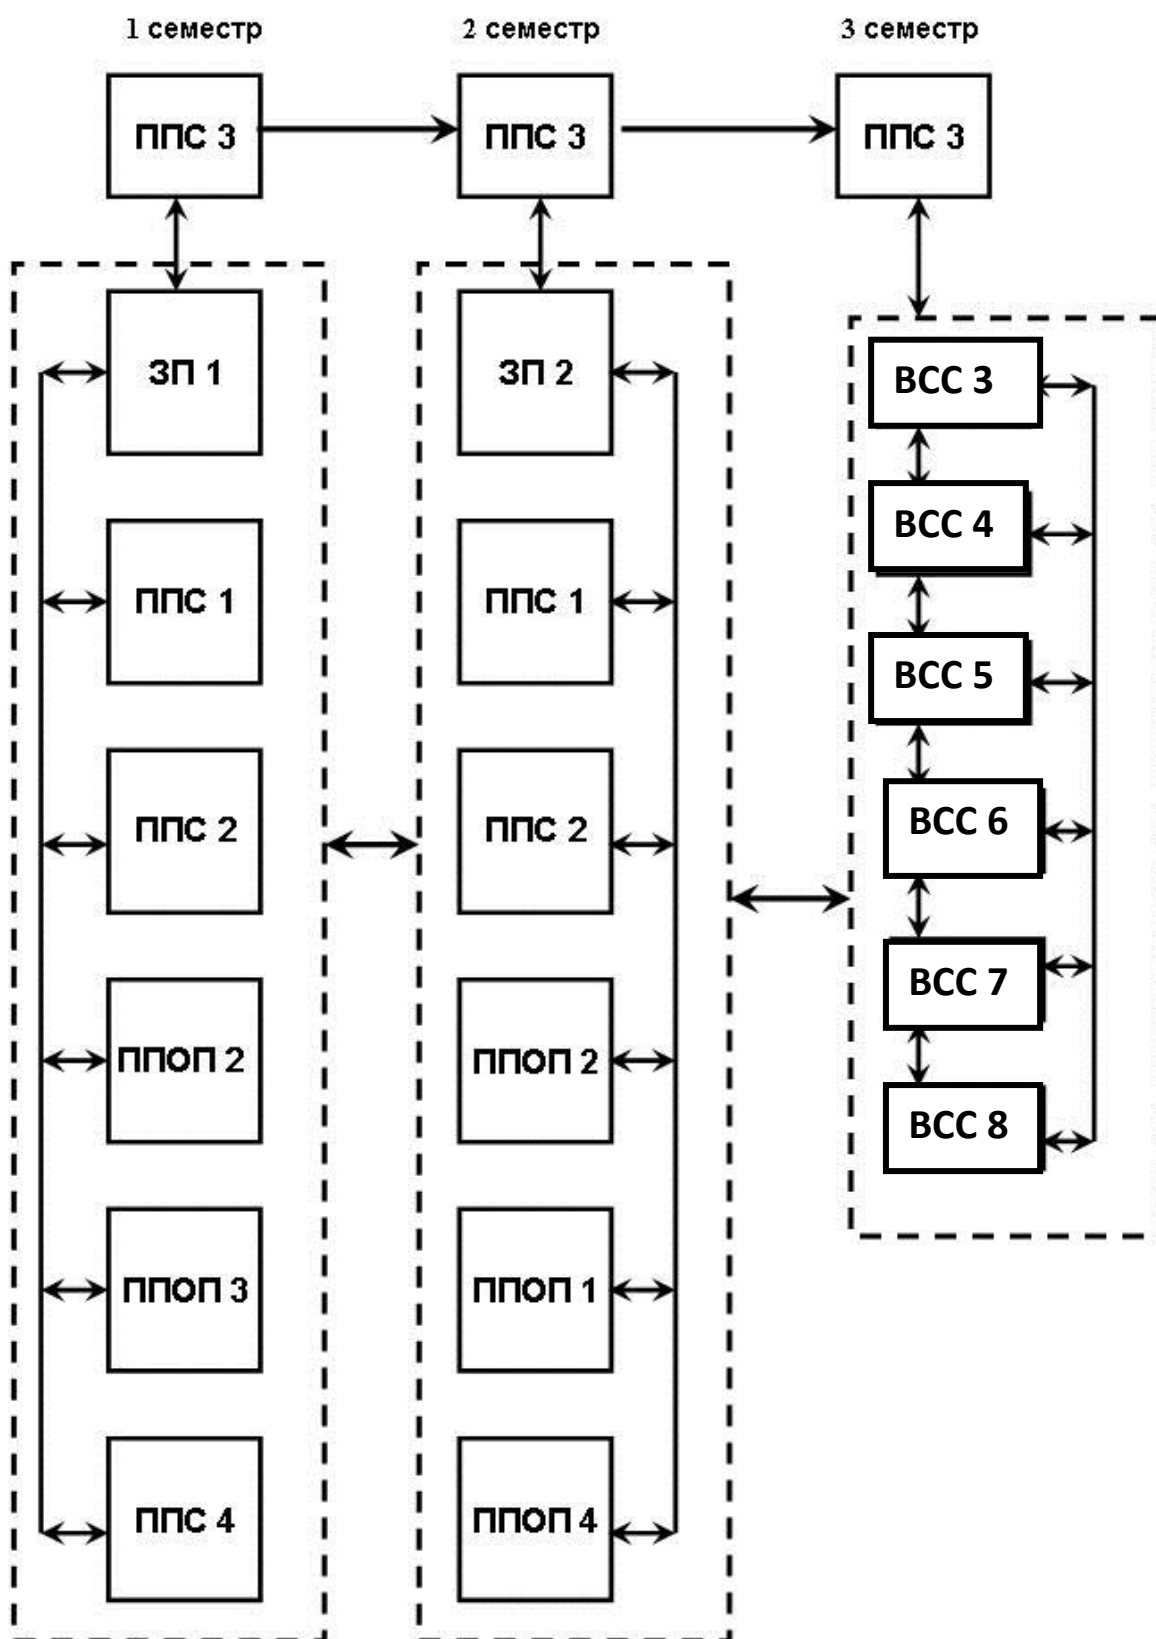 1 семестр
2 семестр
3 семестр
ППС 3
ППС 3
ППС 3
ЗП 1
ППС 1
ППС 2
ППОП 2
ППОП 3
ППС 4
ЗП 2
ППС 1
ППС 2
ППОП 2
ППОП 1
ППОП 4
ВСС 3
ВСС 4
ВСС 5
ВСС 6
ВСС 7
ВСС 8